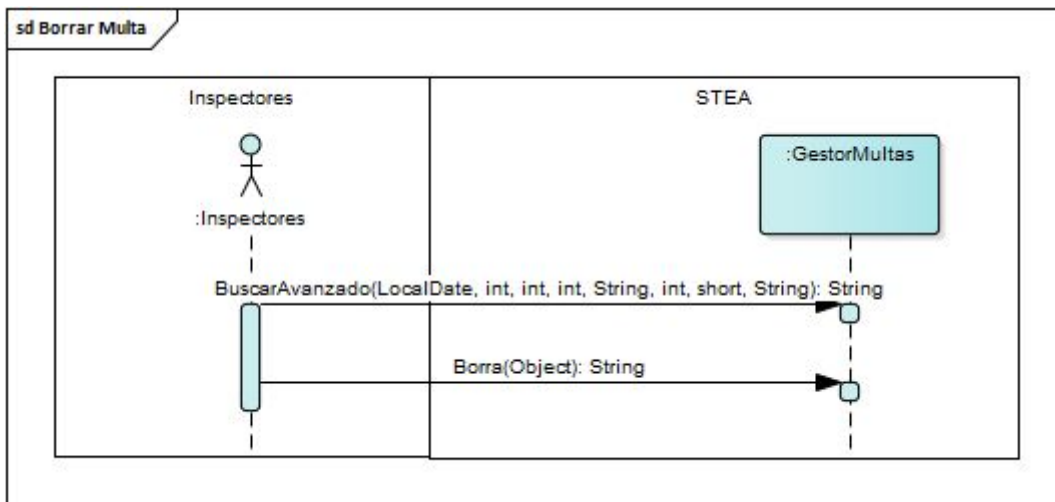 sd Borrar Multa
Inspectores
STEA
:GestorMultas
:Inspectores
BuscarAvanzado(LocalDate, int, int, int, String, int, short, String): String
Borra(Object): String